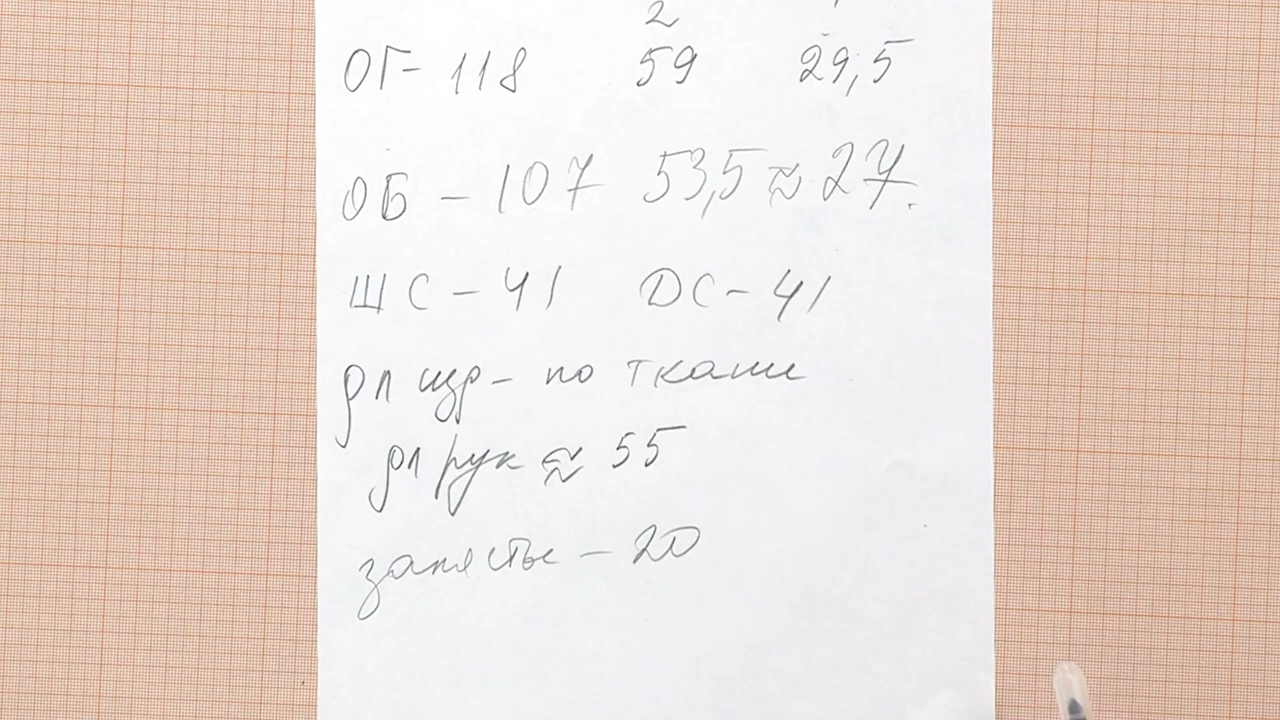 2
ОГ- 118 59 29,5
ОБ - 107 53,5 ≈ 27.
ШС - 41 ДС - 41
дл изр - по ткани
дл рук ≈ 55
запястье - 20